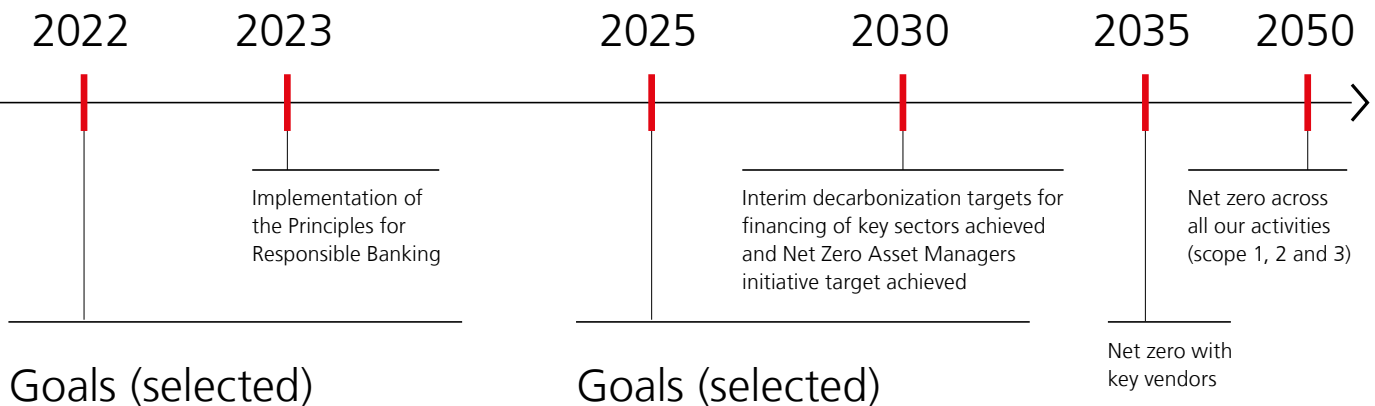 2022
2023
2025
2030
2035
2050
Implementation of
the Principles for
Responsible Banking
Interim decarbonization targets for
financing of key sectors achieved
and Net Zero Asset Managers
initiative target achieved
Net zero across
all our activities
(scope 1, 2 and 3)
Goals (selected)
Goals (selected)
Net zero with
key vendors